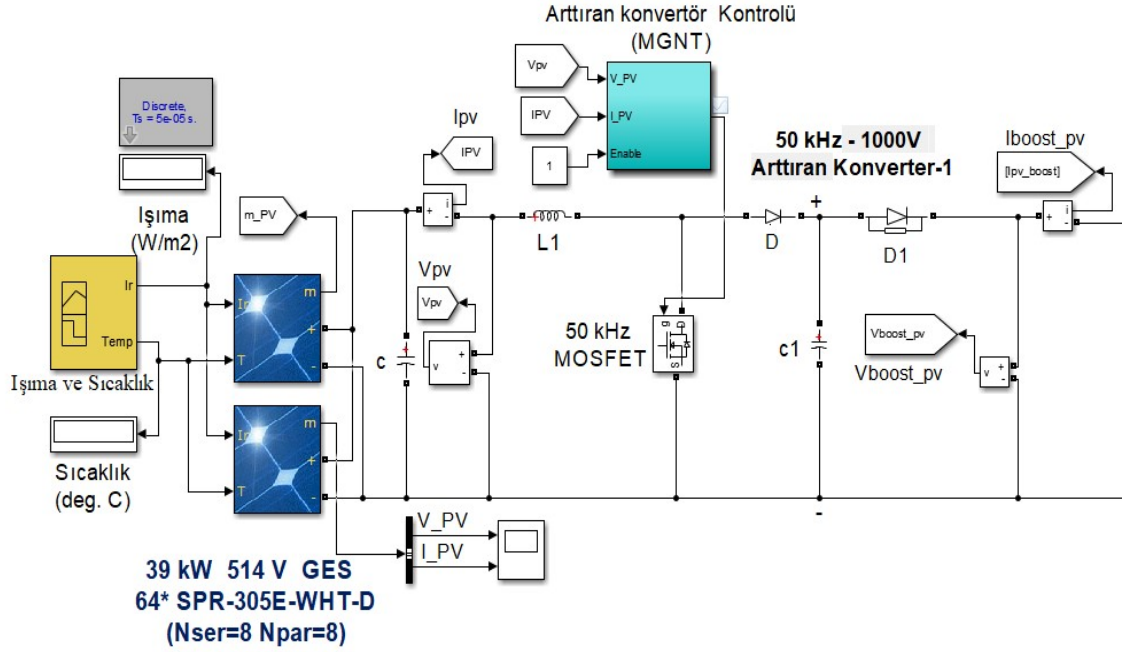 Arttıran konvertör Kontrolü
(MGNT)
Vpv
V_PV
IPV
I_PV
1
Enable
Discrete,
Ts = 5e-05 s.
Ipv
IPV
50 kHz - 1000V
Arttıran Konverter-1
Iboost_pv
[Ipv_boost]
Işıma
(W/m2)
m_PV
+
i
-
L1
D
+
D1
+
i
-
Ir
Temp
Işıma ve Sıcaklık
Ir
T
m
+
-
Vpv
Vpv
v
+
-
c
50 kHz
MOSFET
g
D
S
c1
Vboost_pv
Vboost_pv
v
+
-
Sıcaklık
(deg. C)
Ir
T
m
+
-
-
V_PV
I_PV
39 kW 514 V GES
64* SPR-305E-WHT-D
(Nser=8 Npar=8)